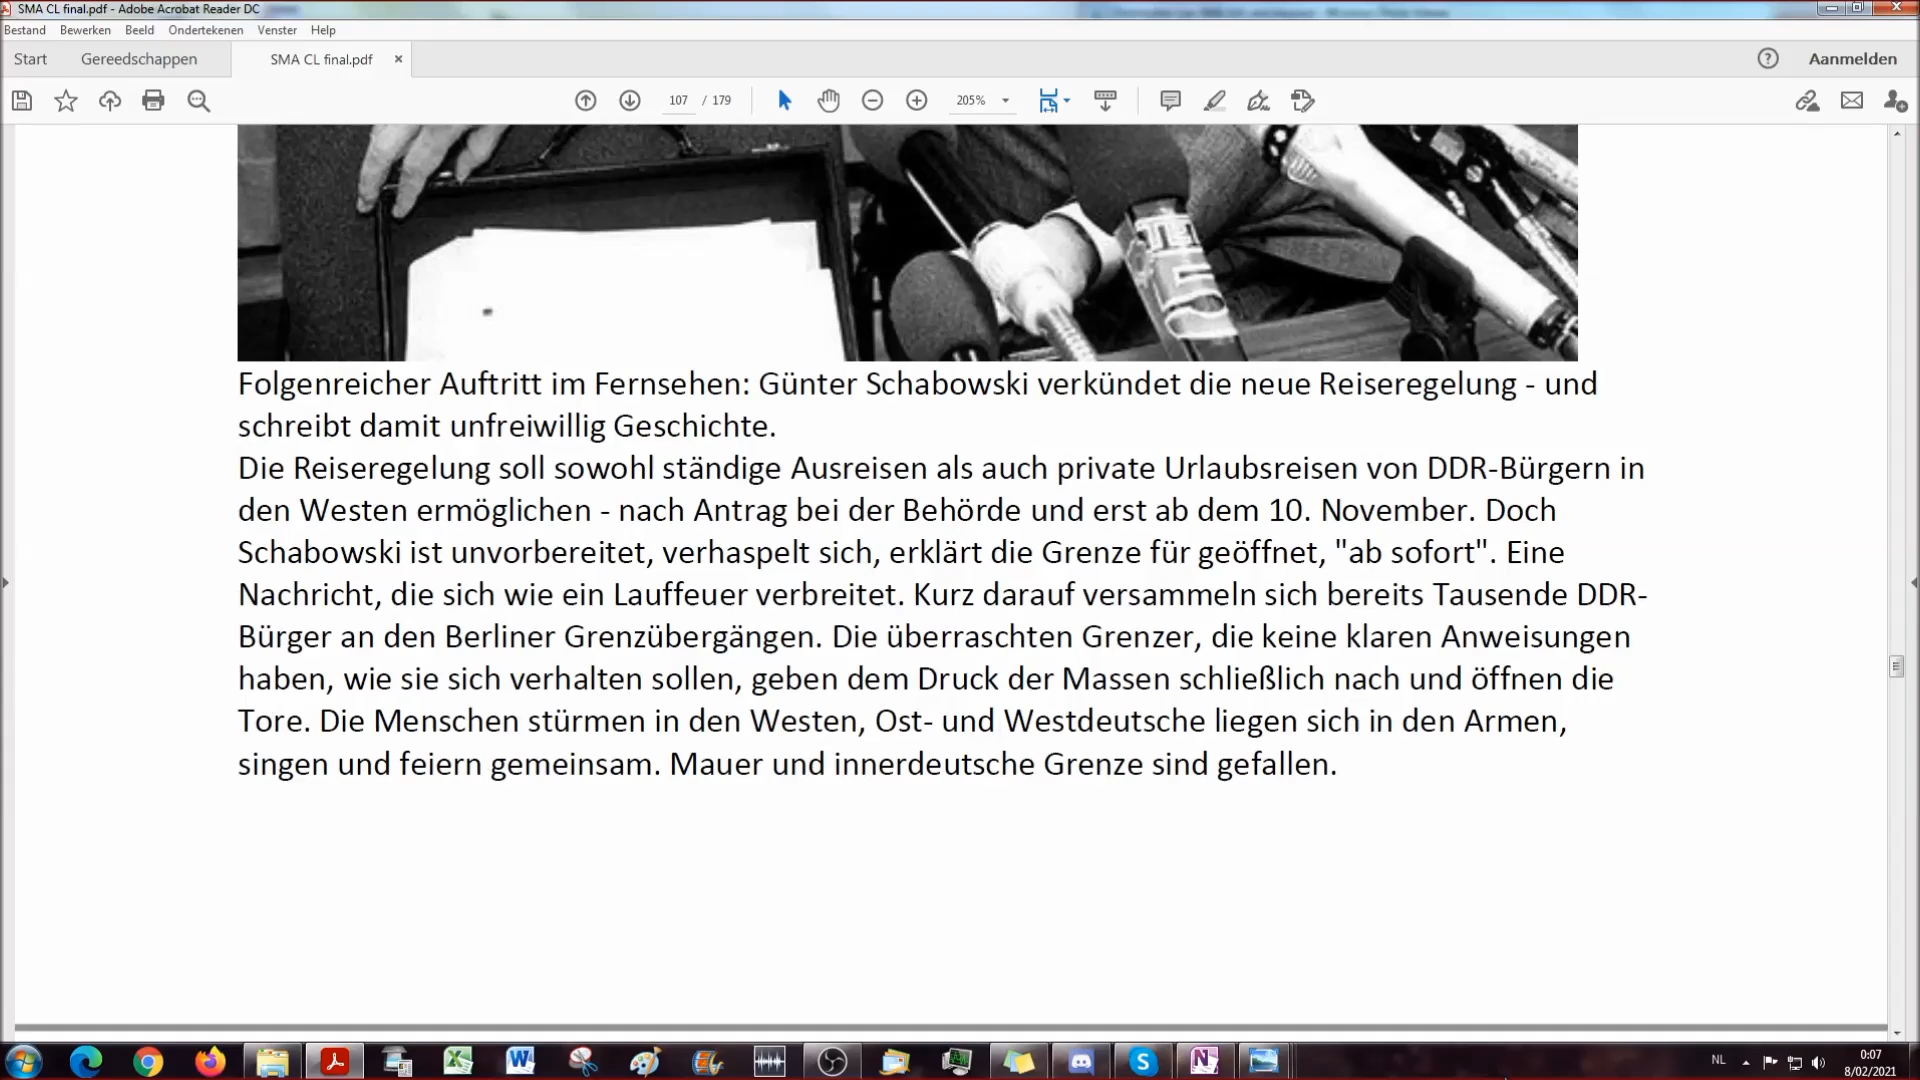 SMA CL final.pdf - Adobe Acrobat Reader DC
Bestand Bewerken Beeld Ondertekenen Venster Help
Start Gereedschappen SMA CL final.pdf × Aanmelden
107 / 179 205%
Folgenreicher Auftritt im Fernsehen: Günter Schabowski verkündet die neue Reiseregelung - und
schreibt damit unfreiwillig Geschichte.
Die Reiseregelung soll sowohl ständige Ausreisen als auch private Urlaubsreisen von DDR-Bürgern in
den Westen ermöglichen - nach Antrag bei der Behörde und erst ab dem 10. November. Doch
Schabowski ist unvorbereitet, verhaspelt sich, erklärt die Grenze für geöffnet, "ab sofort". Eine
Nachricht, die sich wie ein Lauffeuer verbreitet. Kurz darauf versammeln sich bereits Tausende DDR-
Bürger an den Berliner Grenzübergängen. Die überraschten Grenzer, die keine klaren Anweisungen
haben, wie sie sich verhalten sollen, geben dem Druck der Massen schließlich nach und öffnen die
Tore. Die Menschen stürmen in den Westen, Ost- und Westdeutsche liegen sich in den Armen,
singen und feiern gemeinsam. Mauer und innerdeutsche Grenze sind gefallen.
NL
0:07
8/02/2021